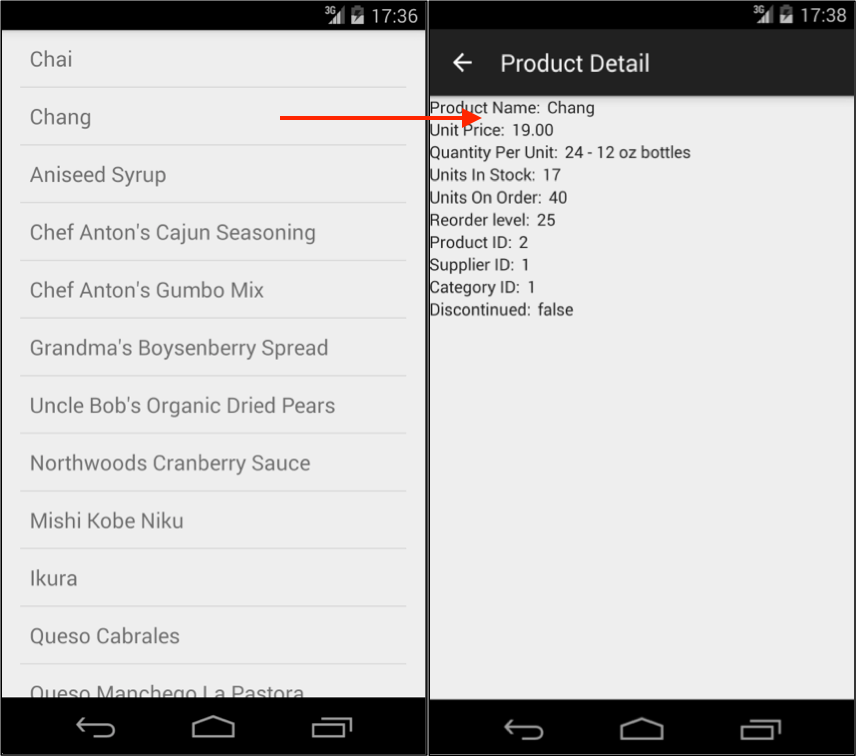 3G 17:36
Chai
Chang
Aniseed Syrup
Chef Anton's Cajun Seasoning
Chef Anton's Gumbo Mix
Grandma's Boysenberry Spread
Uncle Bob's Organic Dried Pears
Northwoods Cranberry Sauce
Mishi Kobe Niku
Ikura
Queso Cabrales
Queso Manchego La Pastora
3G 17:38
Product Detail
Product Name: Chang
Unit Price: 19.00
Quantity Per Unit: 24 - 12 oz bottles
Units In Stock: 17
Units On Order: 40
Reorder level: 25
Product ID: 2
Supplier ID: 1
Category ID: 1
Discontinued: false